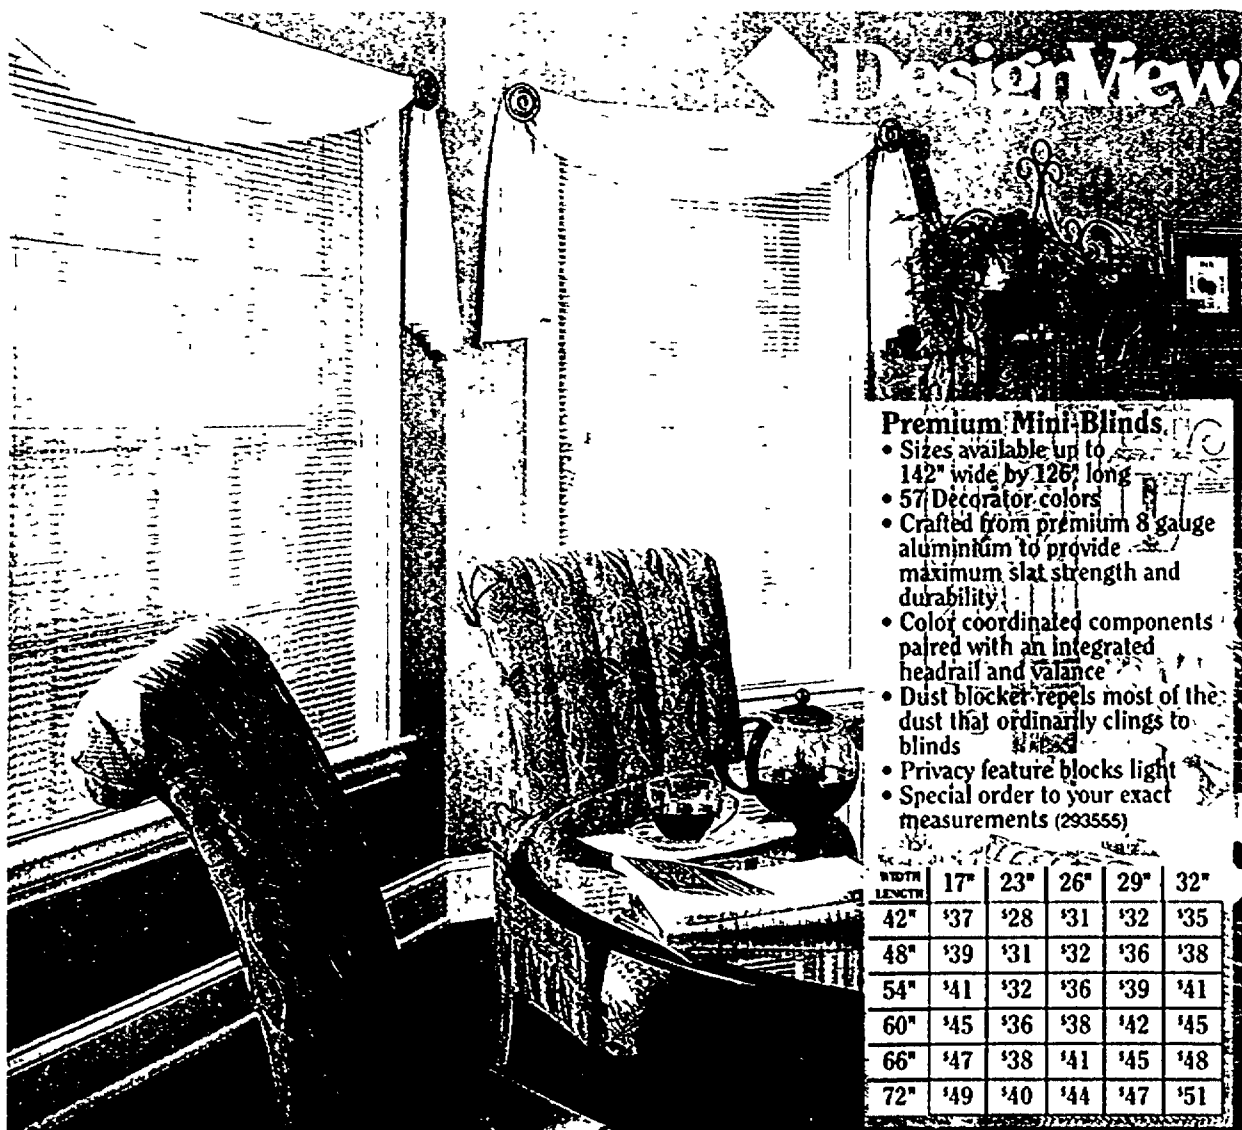 DesignView
Premium Mini-Blinds
• Sizes available up to
142" wide by 126" long
• 57 Decorator colors
• Crafted from premium 8 gauge
aluminium to provide
maximum slat strength and
durability
• Color coordinated components
paired with an integrated
headrail and valance
• Dust blocker repels most of the
dust that ordinarily clings to
blinds
• Privacy feature blocks light
• Special order to your exact
measurements (293555)
WIDTH
LENGTH 17" 23" 26" 29" 32"
42" $37 $28 $31 $32 $35
48" $39 $31 $32 $36 $38
54" $41 $32 $36 $39 $41
60" $45 $36 $38 $42 $45
66" $47 $38 $41 $45 $48
72" $49 $40 $44 $47 $51